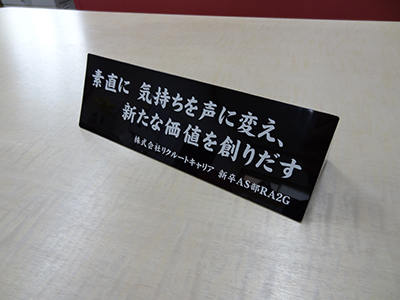 素直に 気持ちを声に変え、
新たな価値を創りだす
株式会社リクルートキャリア 新卒AS部RA2G